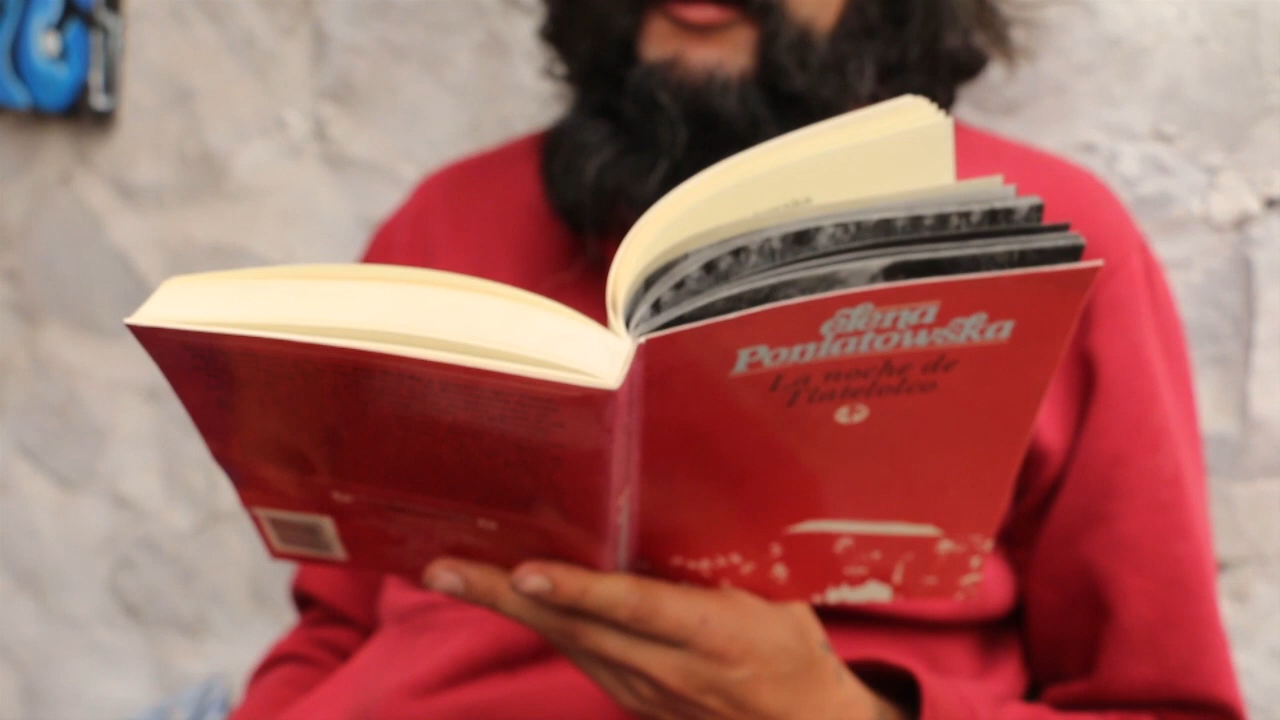 elena
Poniatowska
La noche de
Tlatelolco